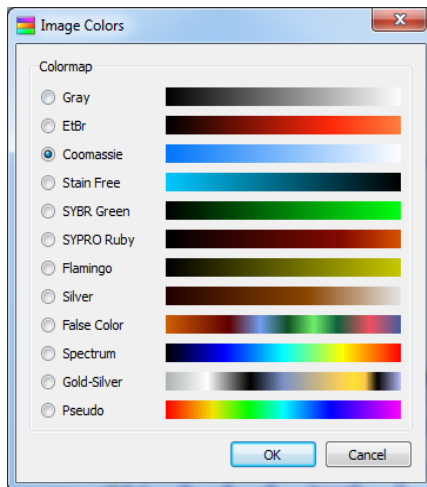 Image Colors
Colormap
Gray
EtBr
Coomassie
Stain Free
SYBR Green
SYPRO Ruby
Flamingo
Silver
False Color
Spectrum
Gold-Silver
Pseudo
OK Cancel